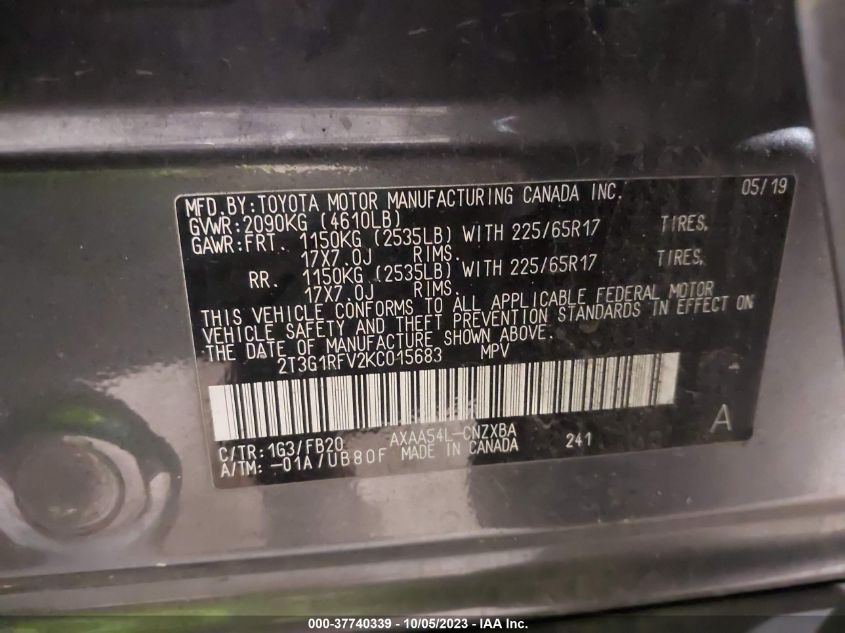 MFD.BY:TOYOTA MOTOR MANUFACTURING CANADA INC. 05/19
GVWR:2090KG (4610LB)
GAWR:FRT. 1150KG (2535LB) WITH 225/65R17 TIRES,
17X7.0J RIMS.
RR. 1150KG (2535LB) WITH 225/65R17 TIRES,
17X7.0J RIMS.
THIS VEHICLE CONFORMS TO ALL APPLICABLE FEDERAL MOTOR
VEHICLE SAFETY AND THEFT PREVENTION STANDARDS IN EFFECT ON
THE DATE OF MANUFACTURE SHOWN ABOVE.
2T3G1RFV2KC015683 MPV
A
C/TR:1G3/FB20 AXAA54L-CNZXBA 241
A/TM:-01A/UB80F MADE IN CANADA
000-37740339 - 10/05/2023 - IAA Inc.